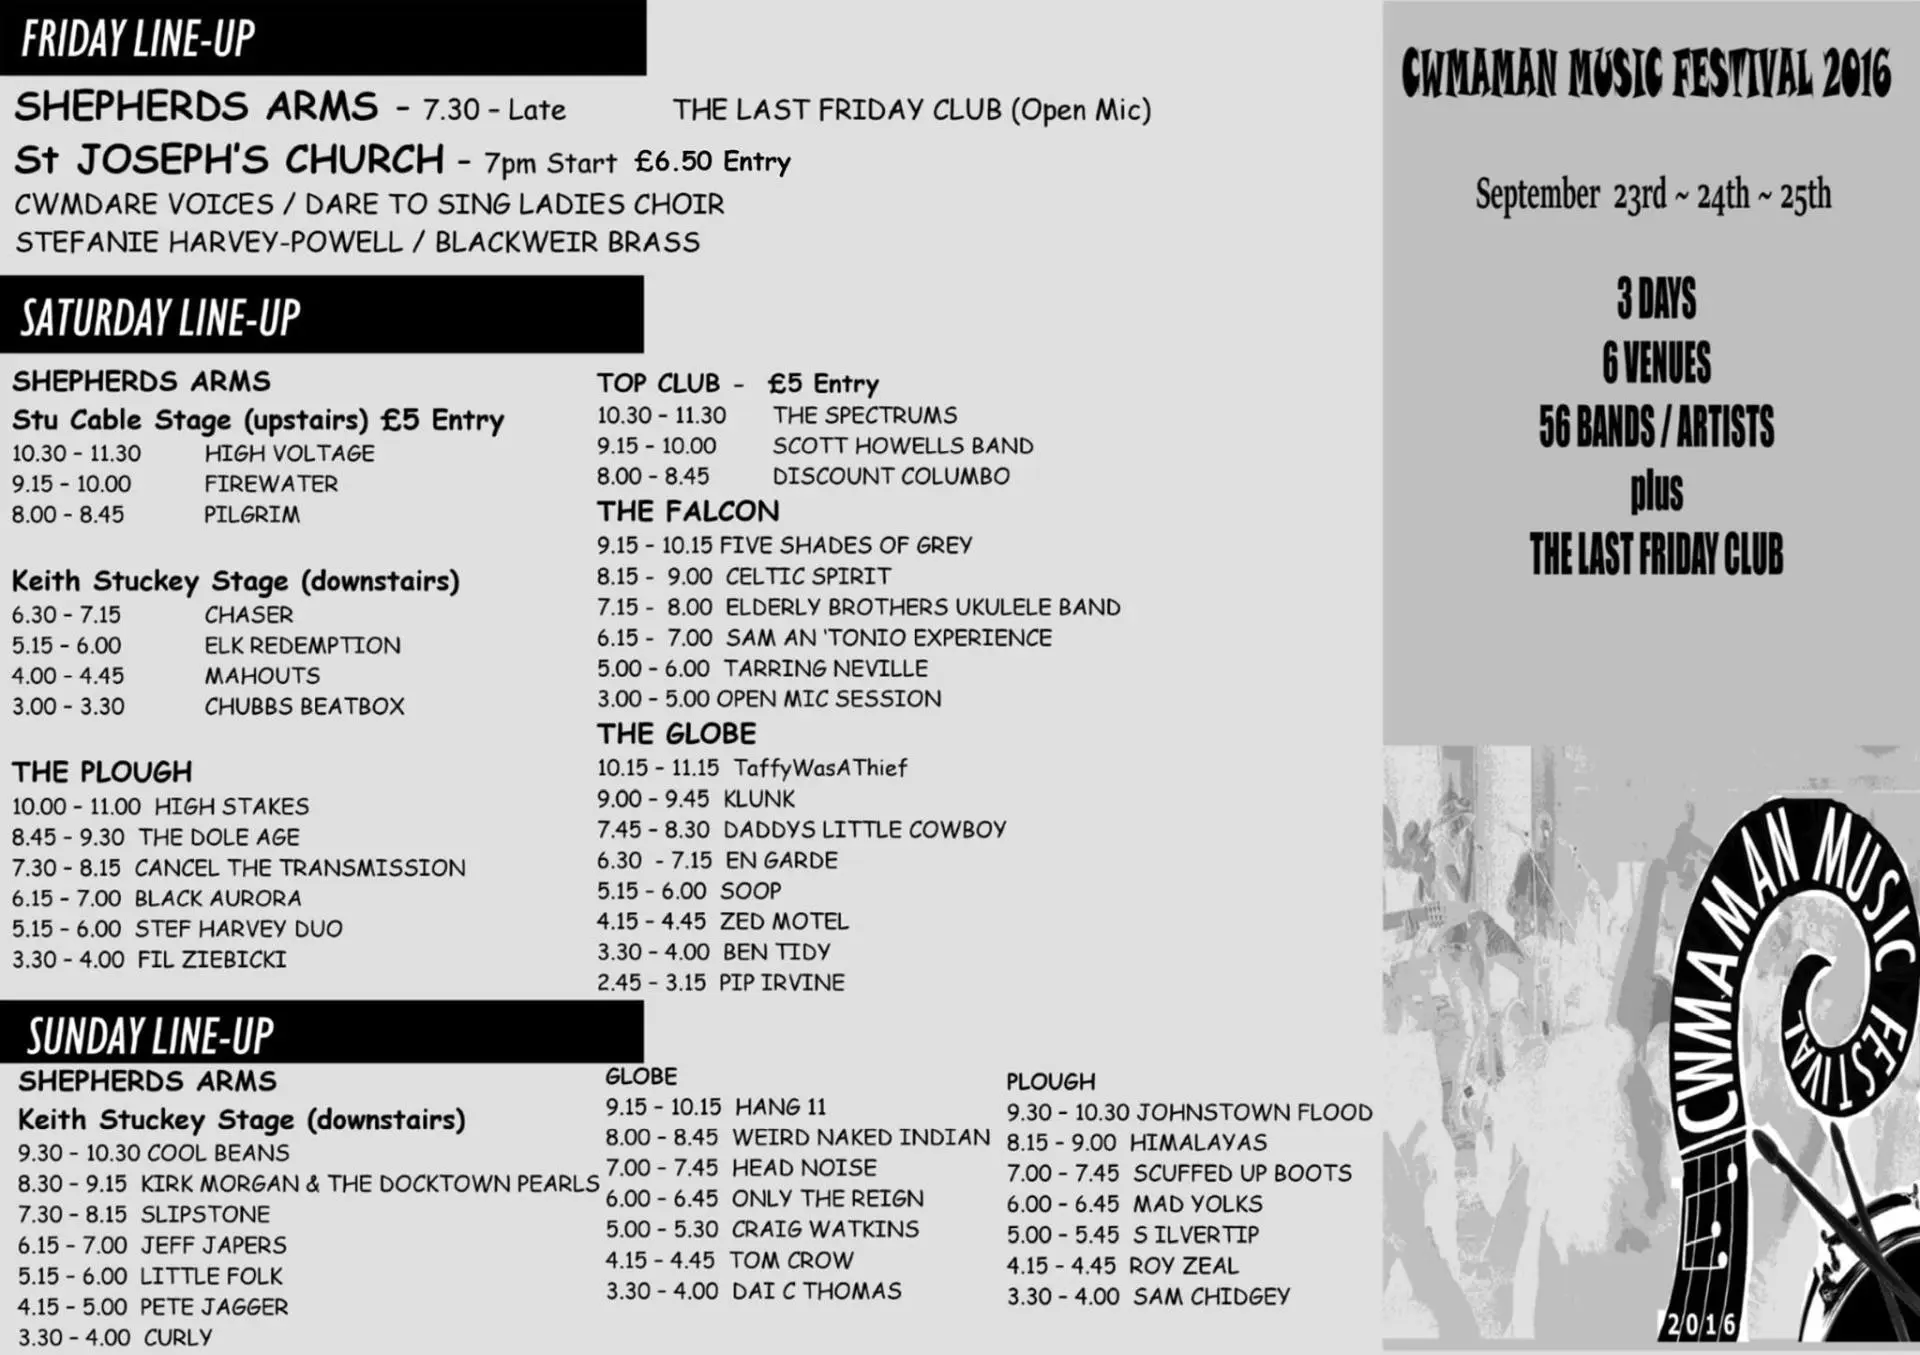 FRIDAY LINE-UP
SHEPHERDS ARMS - 7.30 - Late THE LAST FRIDAY CLUB (Open Mic)
St JOSEPH'S CHURCH - 7pm Start £6.50 Entry
CWMDARE VOICES / DARE TO SING LADIES CHOIR
STEFANIE HARVEY-POWELL / BLACKWEIR BRASS
SATURDAY LINE-UP
SHEPHERDS ARMS
Stu Cable Stage (upstairs) £5 Entry
10.30 - 11.30 HIGH VOLTAGE
9.15 - 10.00 FIREWATER
8.00 - 8.45 PILGRIM
Keith Stuckey Stage (downstairs)
6.30 - 7.15 CHASER
5.15 - 6.00 ELK REDEMPTION
4.00 - 4.45 MAHOUTS
3.00 - 3.30 CHUBBS BEATBOX
THE PLOUGH
10.00 - 11.00 HIGH STAKES
8.45 - 9.30 THE DOLE AGE
7.30 - 8.15 CANCEL THE TRANSMISSION
6.15 - 7.00 BLACK AURORA
5.15 - 6.00 STEF HARVEY DUO
3.30 - 4.00 FIL ZIEBICKI
TOP CLUB - £5 Entry
10.30 - 11.30 THE SPECTRUMS
9.15 - 10.00 SCOTT HOWELLS BAND
8.00 - 8.45 DISCOUNT COLUMBO
THE FALCON
9.15 - 10.15 FIVE SHADES OF GREY
8.15 - 9.00 CELTIC SPIRIT
7.15 - 8.00 ELDERLY BROTHERS UKULELE BAND
6.15 - 7.00 SAM AN 'TONIO EXPERIENCE
5.00 - 6.00 TARRING NEVILLE
3.00 - 5.00 OPEN MIC SESSION
THE GLOBE
10.15 - 11.15 TaffyWasAThief
9.00 - 9.45 KLUNK
7.45 - 8.30 DADDYS LITTLE COWBOY
6.30 - 7.15 EN GARDE
5.15 - 6.00 SOOP
4.15 - 4.45 ZED MOTEL
3.30 - 4.00 BEN TIDY
2.45 - 3.15 PIP IRVINE
SUNDAY LINE-UP
SHEPHERDS ARMS
Keith Stuckey Stage (downstairs)
9.30 - 10.30 COOL BEANS
8.30 - 9.15 KIRK MORGAN & THE DOCKTOWN PEARLS
7.30 - 8.15 SLIPSTONE
6.15 - 7.00 JEFF JAPERS
5.15 - 6.00 LITTLE FOLK
4.15 - 5.00 PETE JAGGER
3.30 - 4.00 CURLY
GLOBE
9.15 - 10.15 HANG 11
8.00 - 8.45 WEIRD NAKED INDIAN
7.00 - 7.45 HEAD NOISE
6.00 - 6.45 ONLY THE REIGN
5.00 - 5.30 CRAIG WATKINS
4.15 - 4.45 TOM CROW
3.30 - 4.00 DAI C THOMAS
PLOUGH
9.30 - 10.30 JOHNSTOWN FLOOD
8.15 - 9.00 HIMALAYAS
7.00 - 7.45 SCUFFED UP BOOTS
6.00 - 6.45 MAD YOLKS
5.00 - 5.45 S ILVERTIP
4.15 - 4.45 ROY ZEAL
3.30 - 4.00 SAM CHIDGEY
CWMAMAN MUSIC FESTIVAL 2016
September 23rd ~ 24th ~ 25th
3 DAYS
6 VENUES
56 BANDS / ARTISTS
plus
THE LAST FRIDAY CLUB
CWMAMAN MUSIC FESTIVAL
2016